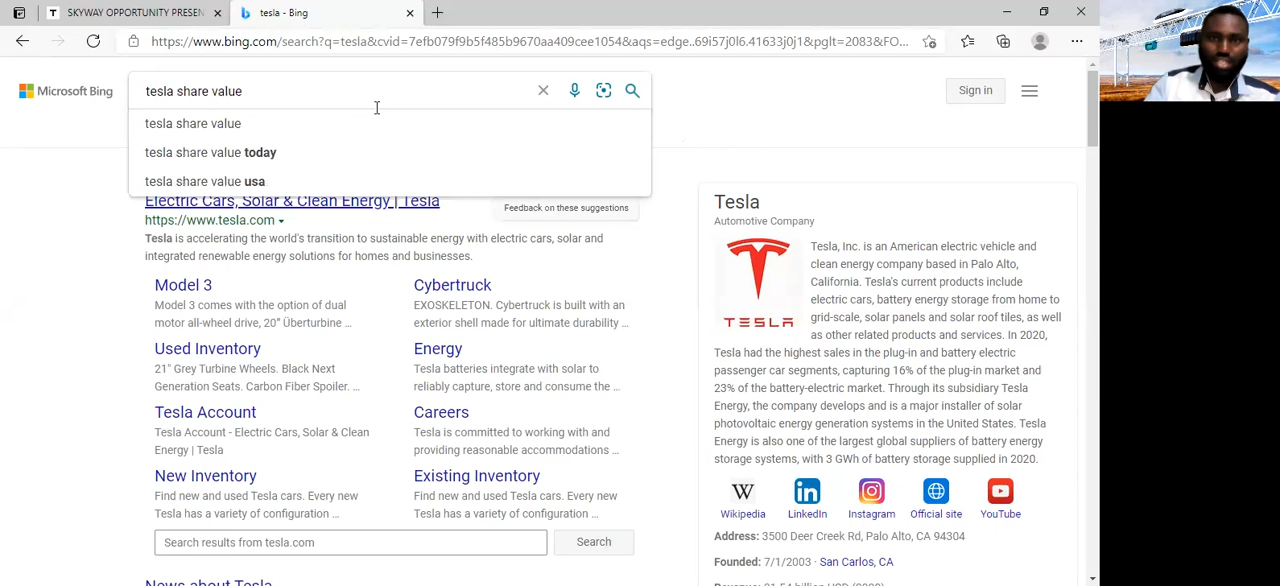 SKYWAY OPPORTUNITY PRESEN
tesla - Bing
https://www.bing.com/search?q=tesla&cvid=7efb079f9b5f485b9670aa409cee1054&aqs=edge..69i57j0l6.41633j0j1&pglt=2083&FO...
Microsoft Bing
tesla share value
Sign in
tesla share value
tesla share value today
tesla share value usa
Electric Cars, Solar & Clean Energy | Tesla
Feedback on these suggestions
https://www.tesla.com
Tesla is accelerating the world's transition to sustainable energy with electric cars, solar and
integrated renewable energy solutions for homes and businesses.
Model 3
Model 3 comes with the option of dual
motor all-wheel drive, 20” Überturbine ...
Cybertruck
EXOSKELETON. Cybertruck is built with an
exterior shell made for ultimate durability ...
Used Inventory
21" Grey Turbine Wheels. Black Next
Generation Seats. Carbon Fiber Spoiler. ...
Energy
Tesla batteries integrate with solar to
reliably capture, store and consume the ...
Tesla Account
Tesla Account - Electric Cars, Solar & Clean
Energy | Tesla
Careers
Tesla is committed to working with and
providing reasonable accommodations ...
New Inventory
Find new and used Tesla cars. Every new
Tesla has a variety of configuration ...
Existing Inventory
Find new and used Tesla cars. Every new
Tesla has a variety of configuration ...
Search results from tesla.com
Search
News about Tesla
Tesla
Automotive Company
TESLA
Tesla, Inc. is an American electric vehicle and
clean energy company based in Palo Alto,
California. Tesla's current products include
electric cars, battery energy storage from home to
grid-scale, solar panels and solar roof tiles, as well
as other related products and services. In 2020,
Tesla had the highest sales in the plug-in and battery electric
passenger car segments, capturing 16% of the plug-in market and
23% of the battery-electric market. Through its subsidiary Tesla
Energy, the company develops and is a major installer of solar
photovoltaic energy generation systems in the United States. Tesla
Energy is also one of the largest global suppliers of battery energy
storage systems, with 3 GWh of battery storage supplied in 2020.
Wikipedia
LinkedIn
Instagram
Official site
YouTube
Address: 3500 Deer Creek Rd, Palo Alto, CA 94304
Founded: 7/1/2003 · San Carlos, CA